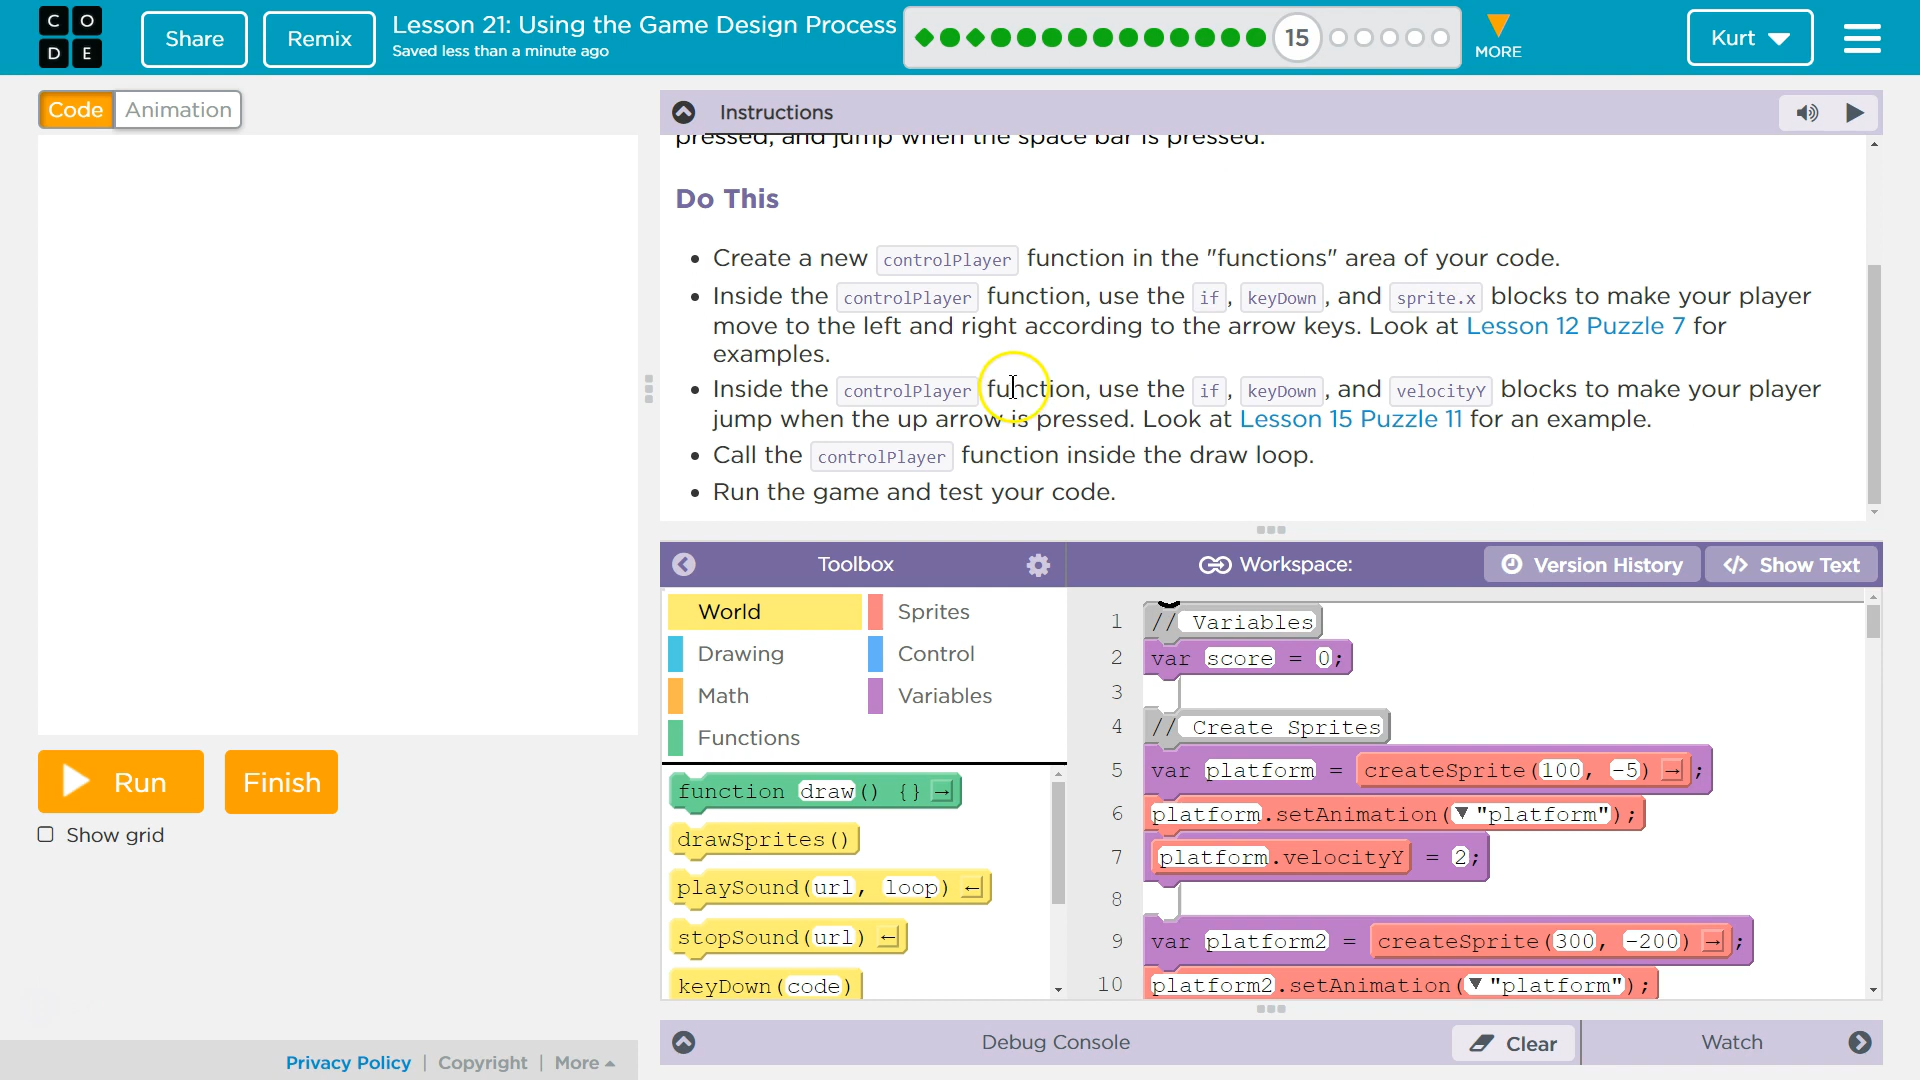 C O
D E
Share
Remix
Lesson 21: Using the Game Design Process
Saved less than a minute ago
15
MORE
Kurt
Code
Animation
Instructions
pressed, and jump when the space bar is pressed.
Do This
Create a new controlPlayer function in the "functions" area of your code.
Inside the controlPlayer function, use the if, keyDown, and sprite.x blocks to make your player
move to the left and right according to the arrow keys. Look at Lesson 12 Puzzle 7 for
examples.
Inside the controlPlayer function, use the if, keyDown, and velocityY blocks to make your player
jump when the up arrow is pressed. Look at Lesson 15 Puzzle 11 for an example.
Call the controlPlayer function inside the draw loop.
Run the game and test your code.
Toolbox
Workspace:
Version History
</> Show Text
World
Sprites
Drawing
Control
Math
Variables
Functions
function draw() {}
drawSprites()
playSound(url, loop)
stopSound(url)
keyDown(code)
1 // Variables
2 var score = 0;
3
4 // Create Sprites
5 var platform = createSprite(100, -5);
6 platform.setAnimation("platform");
7 platform.velocityY = 2;
8
9 var platform2 = createSprite(300, -200);
10 platform2.setAnimation("platform");
Run
Finish
Show grid
Debug Console
Clear
Watch
Privacy Policy | Copyright | More